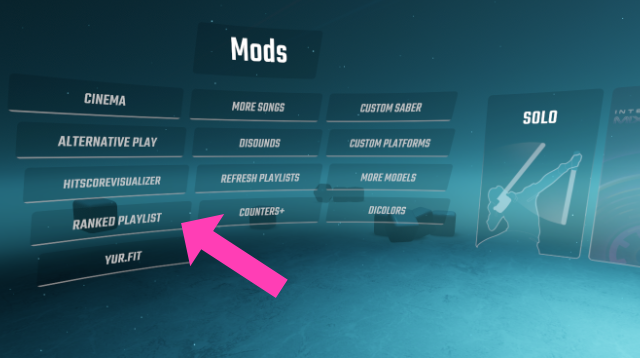 Mods
CINEMA
MORE SONGS
CUSTOM SABER
ALTERNATIVE PLAY
DISOUNDS
CUSTOM PLATFORMS
HITSCOREVISUALIZER
REFRESH PLAYLISTS
MORE MODELS
RANKED PLAYLIST
COUNTERS+
DICOLORS
YUR.FIT
SOLO